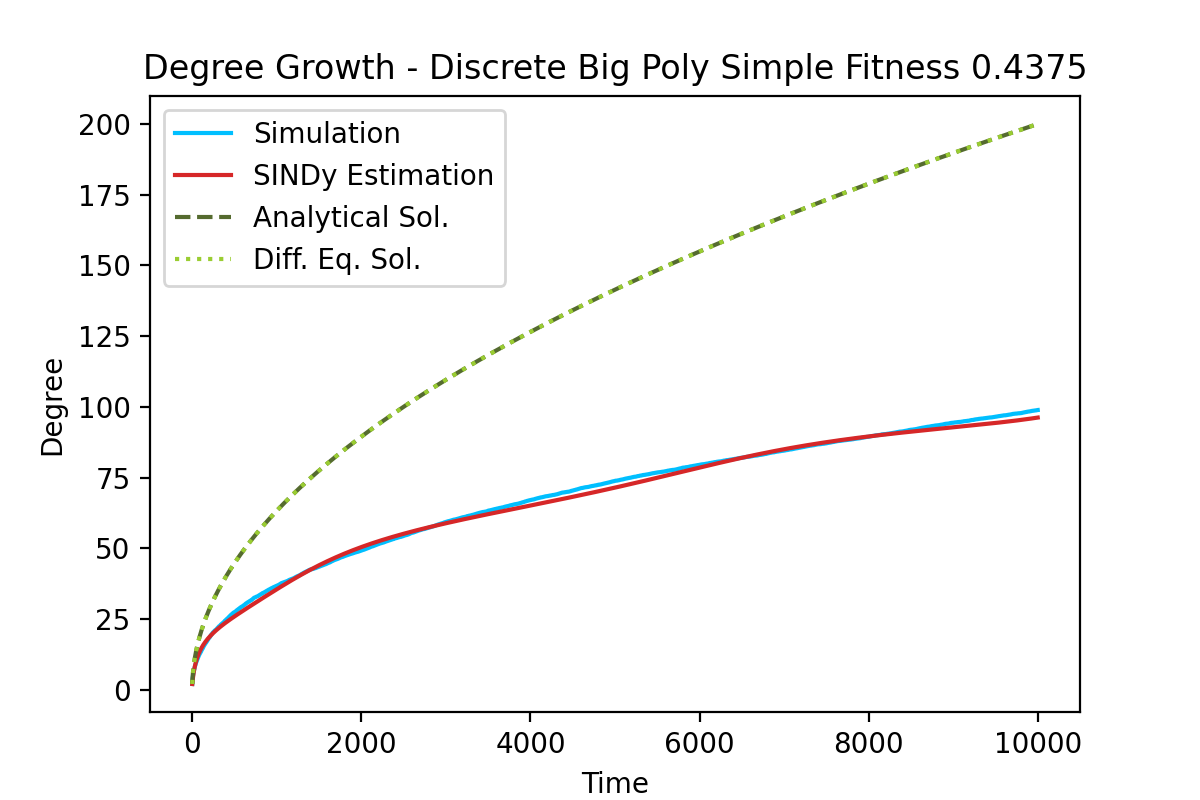 Degree Growth - Discrete Big Poly Simple Fitness 0.4375
Simulation
SINDy Estimation
Analytical Sol.
Diff. Eq. Sol.
200
175
150
125
100
75
50
25
0
Degree
0 2000 4000 6000 8000 10000
Time